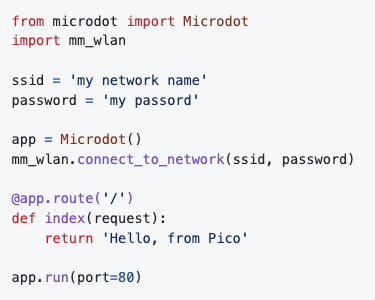 from microdot import Microdot
import mm_wlan

ssid = 'my network name'
password = 'my passord'

app = Microdot()
mm_wlan.connect_to_network(ssid, password)

@app.route('/')
def index(request):
    return 'Hello, from Pico'

app.run(port=80)